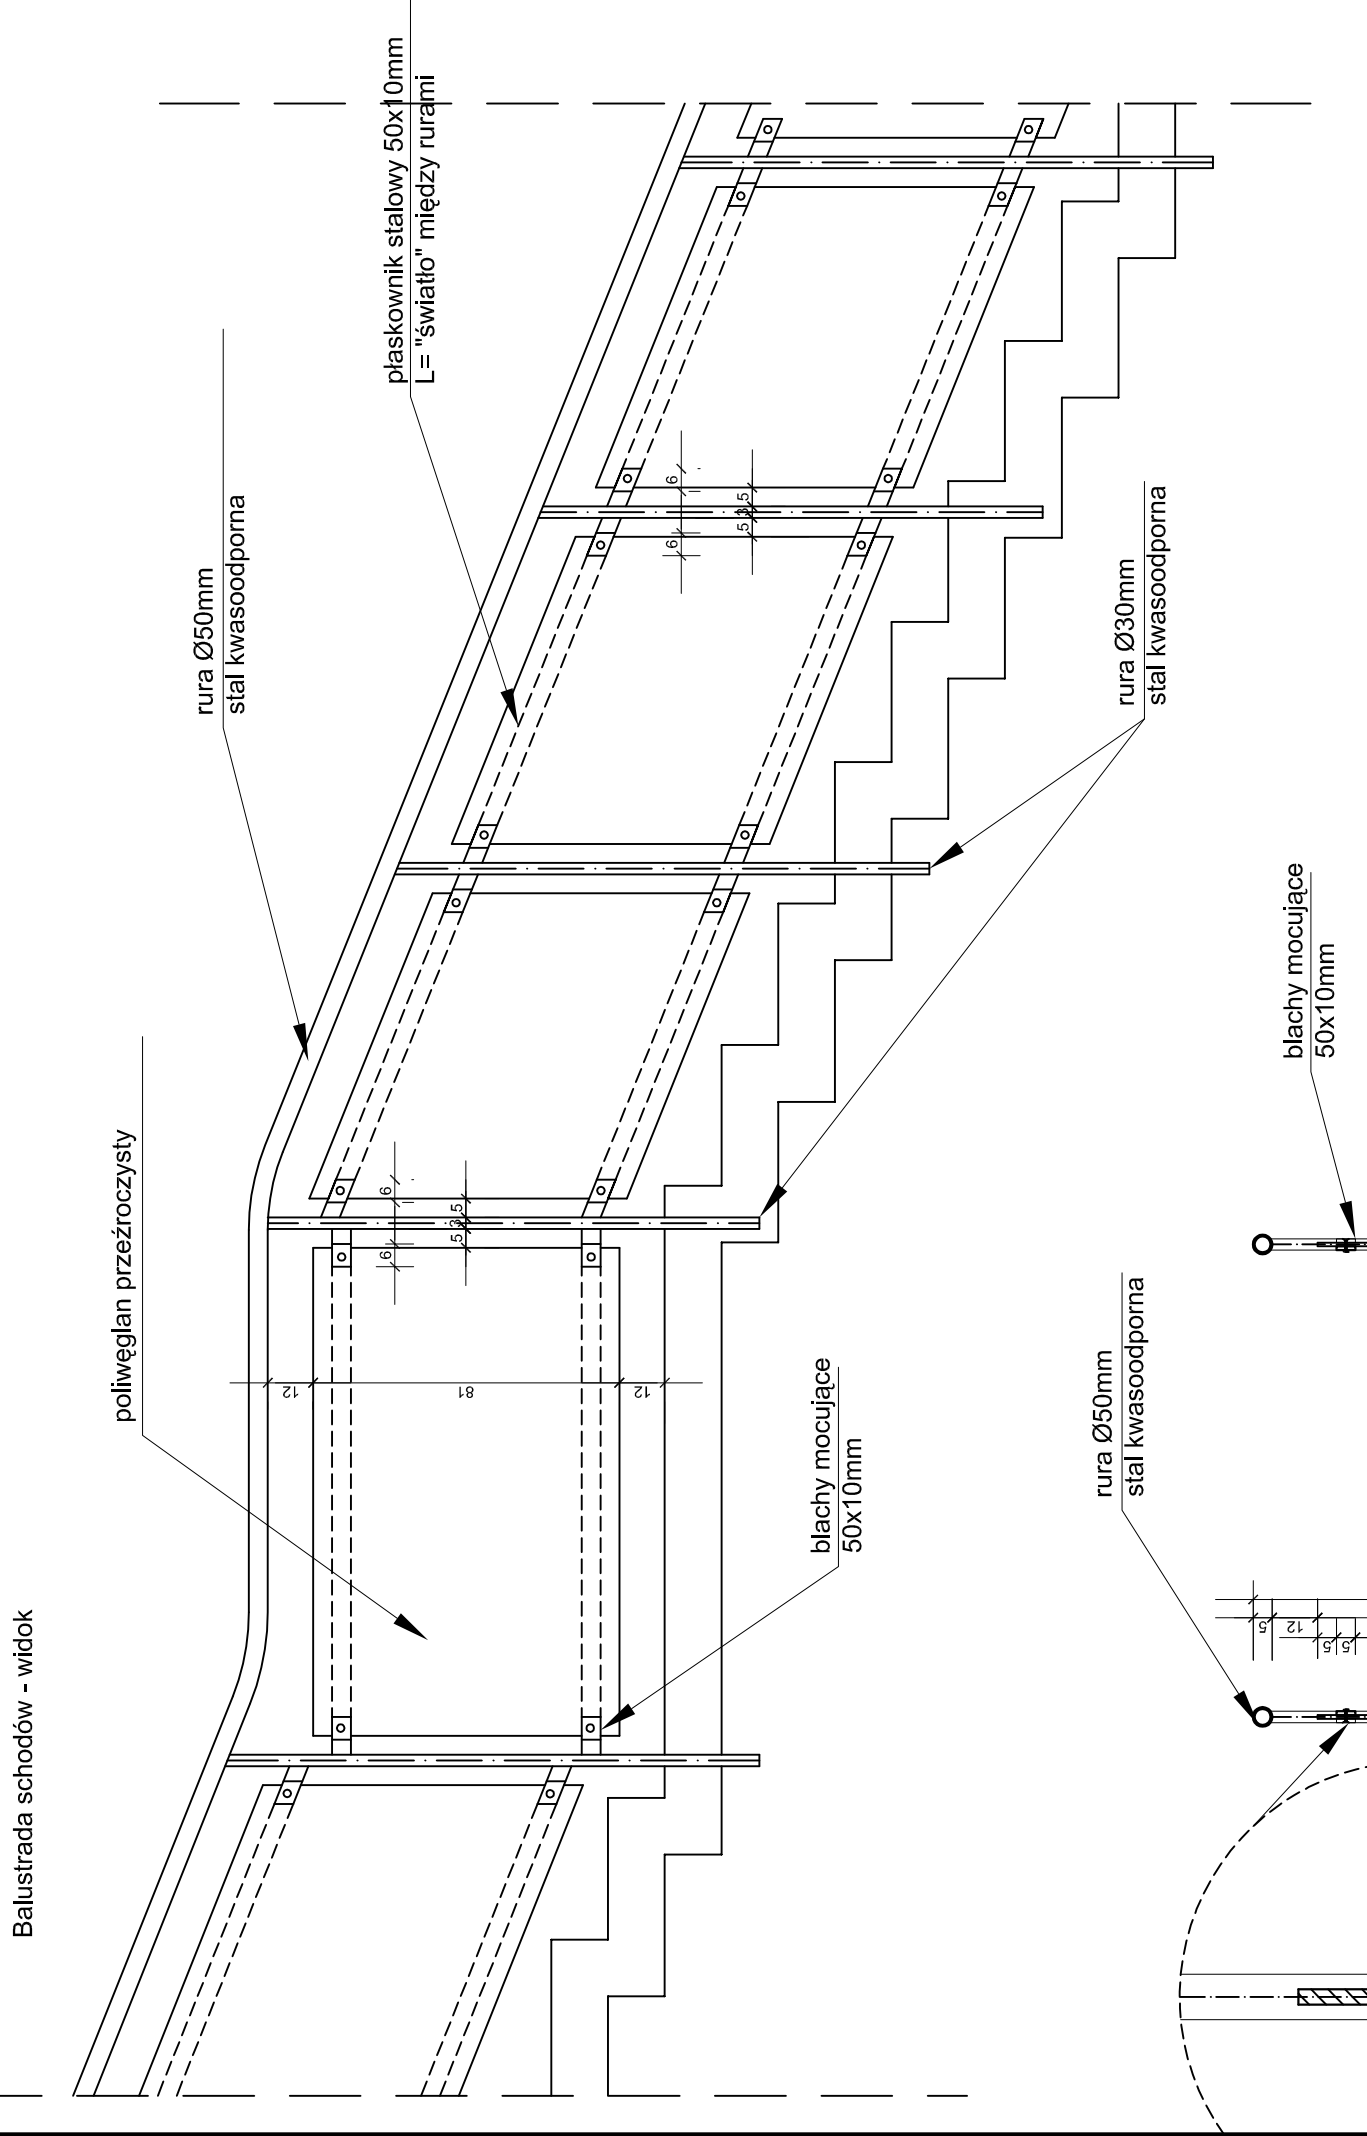 Balustrada schodów - widok
poliwęglan przeźroczysty
rura Ø50mm
stal kwasoodporna
płaskownik stalowy 50x10mm
L= "światło" między rurami
12
81
12
6
6
5
3
5
6
6
5
3
5
blachy mocujące
50x10mm
rura Ø30mm
stal kwasoodporna
rura Ø50mm
stal kwasoodporna
blachy mocujące
50x10mm
5
12
5
5